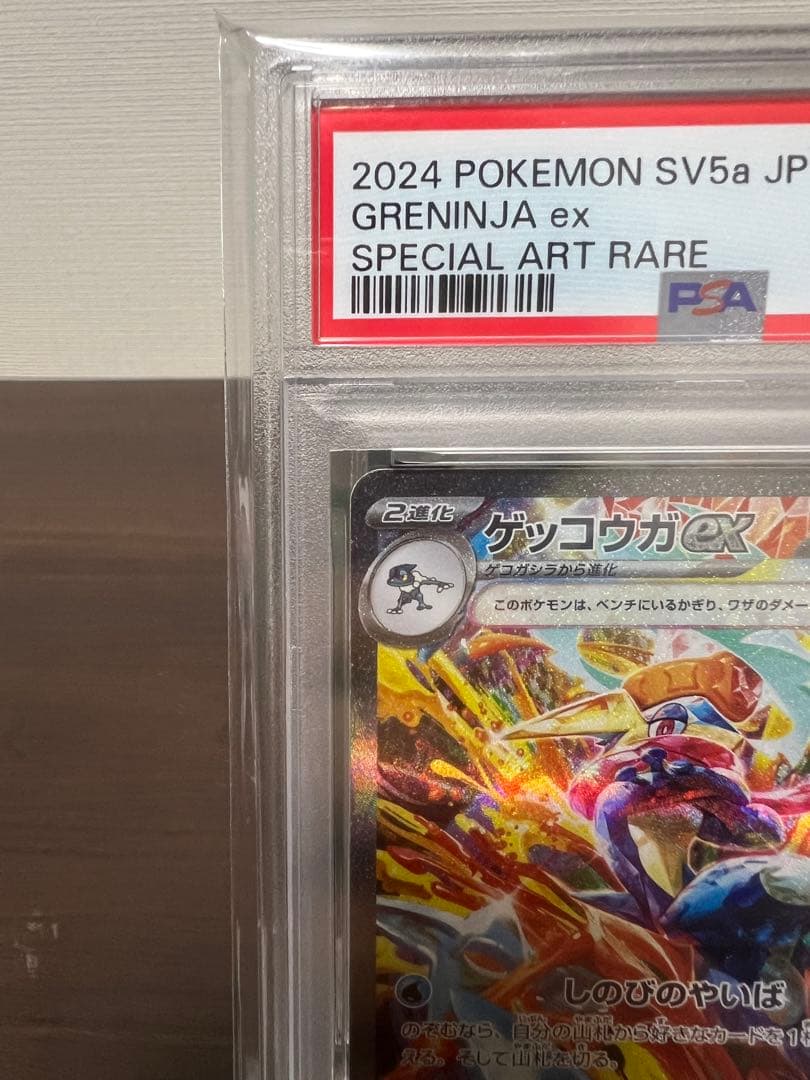 2024 POKEMON SV5a JP
GRENINJA ex
SPECIAL ART RARE
PSA
2進化
ゲッコウガex
ゲコガシラから進化
このポケモンは、ベンチにいるかぎり、ワザのダメー
しのびのやいば
のぞむなら、自分の山札から好きなカードを1
える。そして山札を切る。